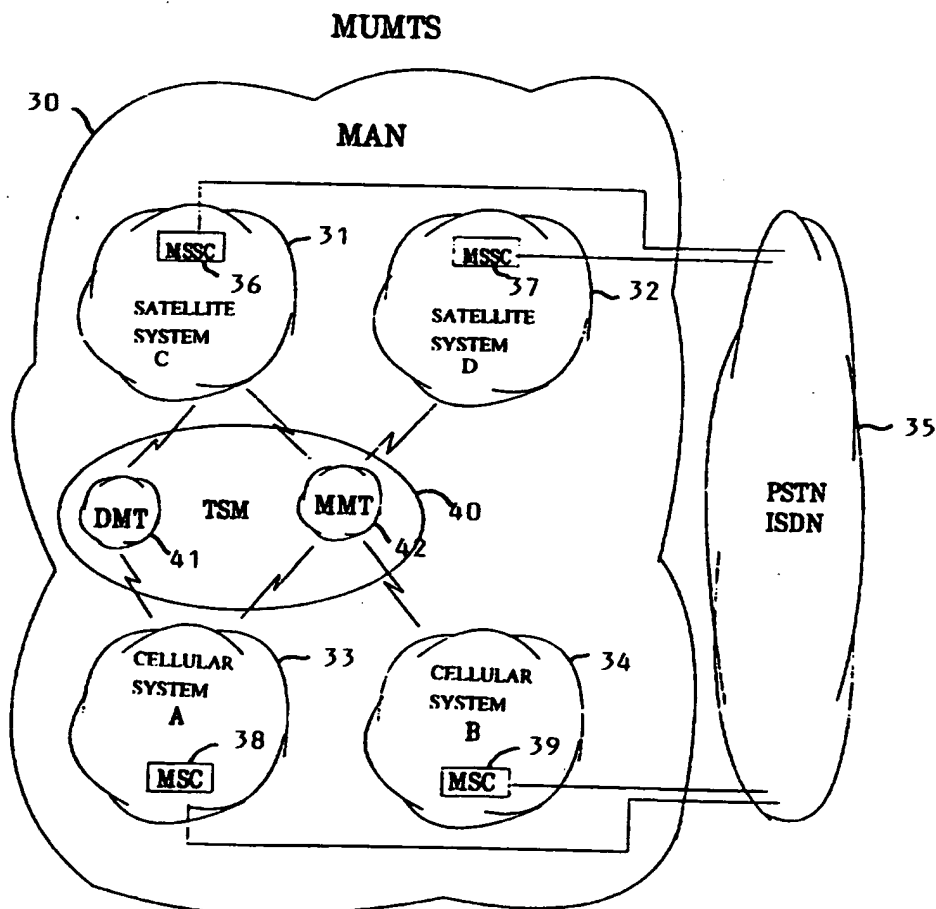 MUMTS
30
MAN
MSSC
36
31
SATELLITE
SYSTEM
C
MSSC
37
32
SATELLITE
SYSTEM
D
35
PSTN
ISDN
DMT
41
TSM
MMT
42
40
CELLULAR
SYSTEM
A
33
38
MSC
CELLULAR
SYSTEM
B
34
39
MSC